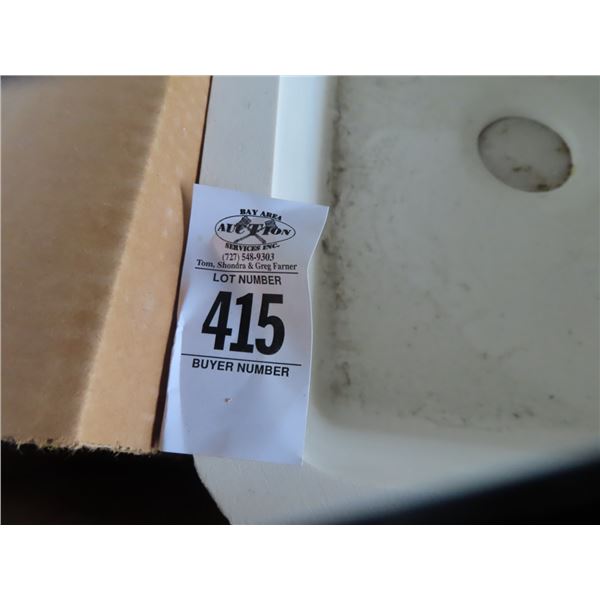 BAY AREA
AUCTION
SERVICES INC.
(727) 548-9303
Tom, Shondra & Greg Farner
LOT NUMBER
415
BUYER NUMBER